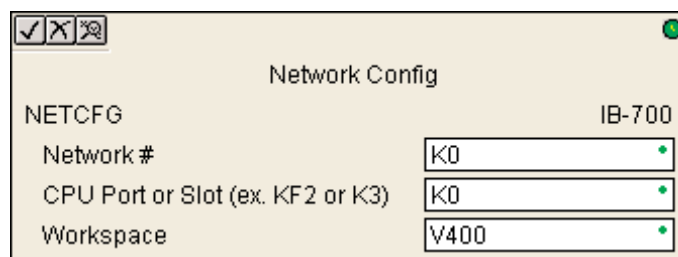 Network Config
NETCFG IB-700
Network # K0
CPU Port or Slot (ex. KF2 or K3) K0
Workspace V400